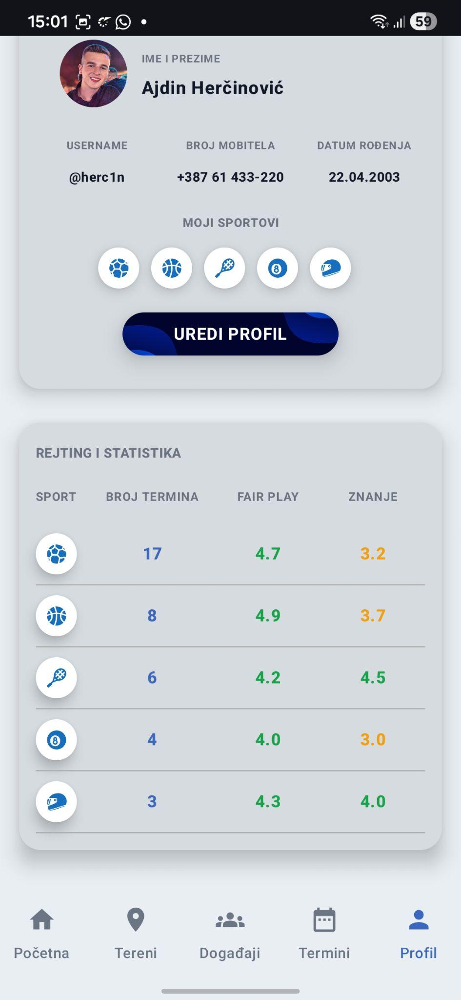 15:01 59
IME I PREZIME
Ajdin Herčinović
USERNAME BROJ MOBITELA DATUM ROĐENJA
@herc1n +387 61 433-220 22.04.2003
MOJI SPORTOVI
8
UREDI PROFIL
REJTING I STATISTIKA
SPORT BROJ TERMINA FAIR PLAY ZNANJE
17 4.7 3.2
8 4.9 3.7
6 4.2 4.5
8 4 4.0 3.0
3 4.3 4.0
Početna Tereni Događaji Termini Profil